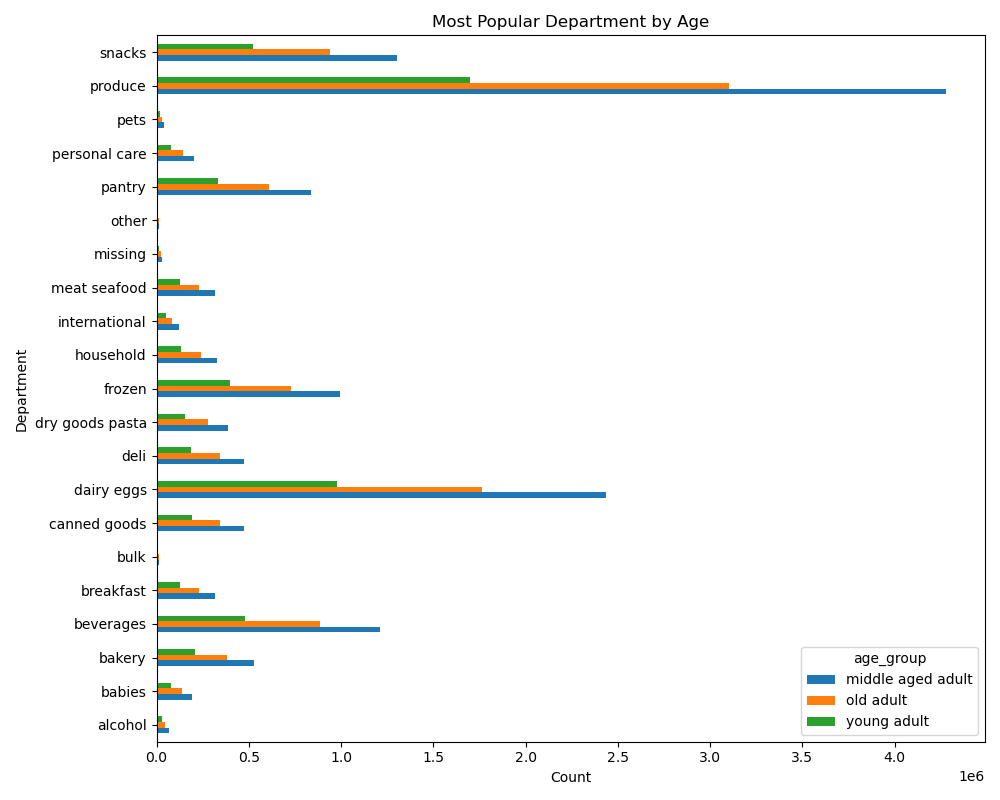 Most Popular Department by Age
snacks
produce
pets
personal care
pantry
other
missing
meat seafood
international
household
frozen
dry goods pasta
deli
dairy eggs
canned goods
bulk
breakfast
beverages
bakery
babies
alcohol
Department
age_group
middle aged adult
old adult
young adult
0.0 0.5 1.0 1.5 2.0 2.5 3.0 3.5 4.0
Count
1e6